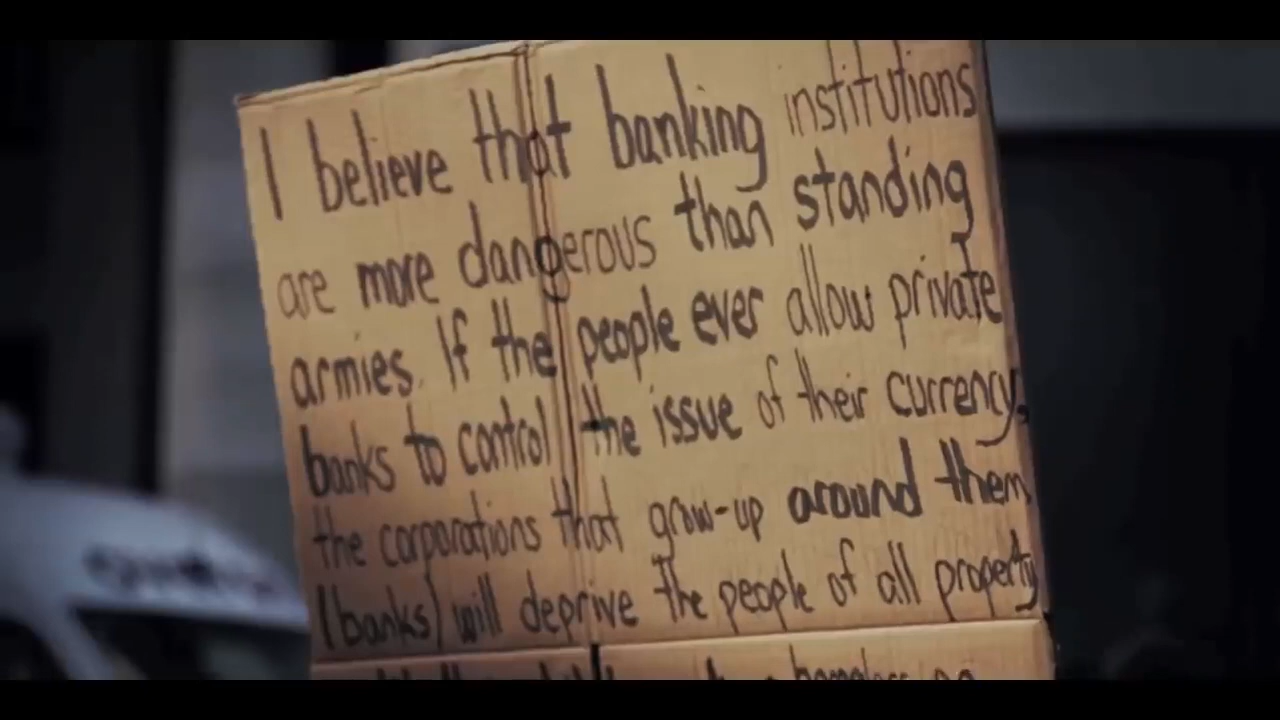 I believe that banking institutions
are more dangerous than standing
armies. If the people ever allow private
banks to control the issue of their currency,
the corporations that grow-up around them
(banks) will deprive the people of all property
homeless